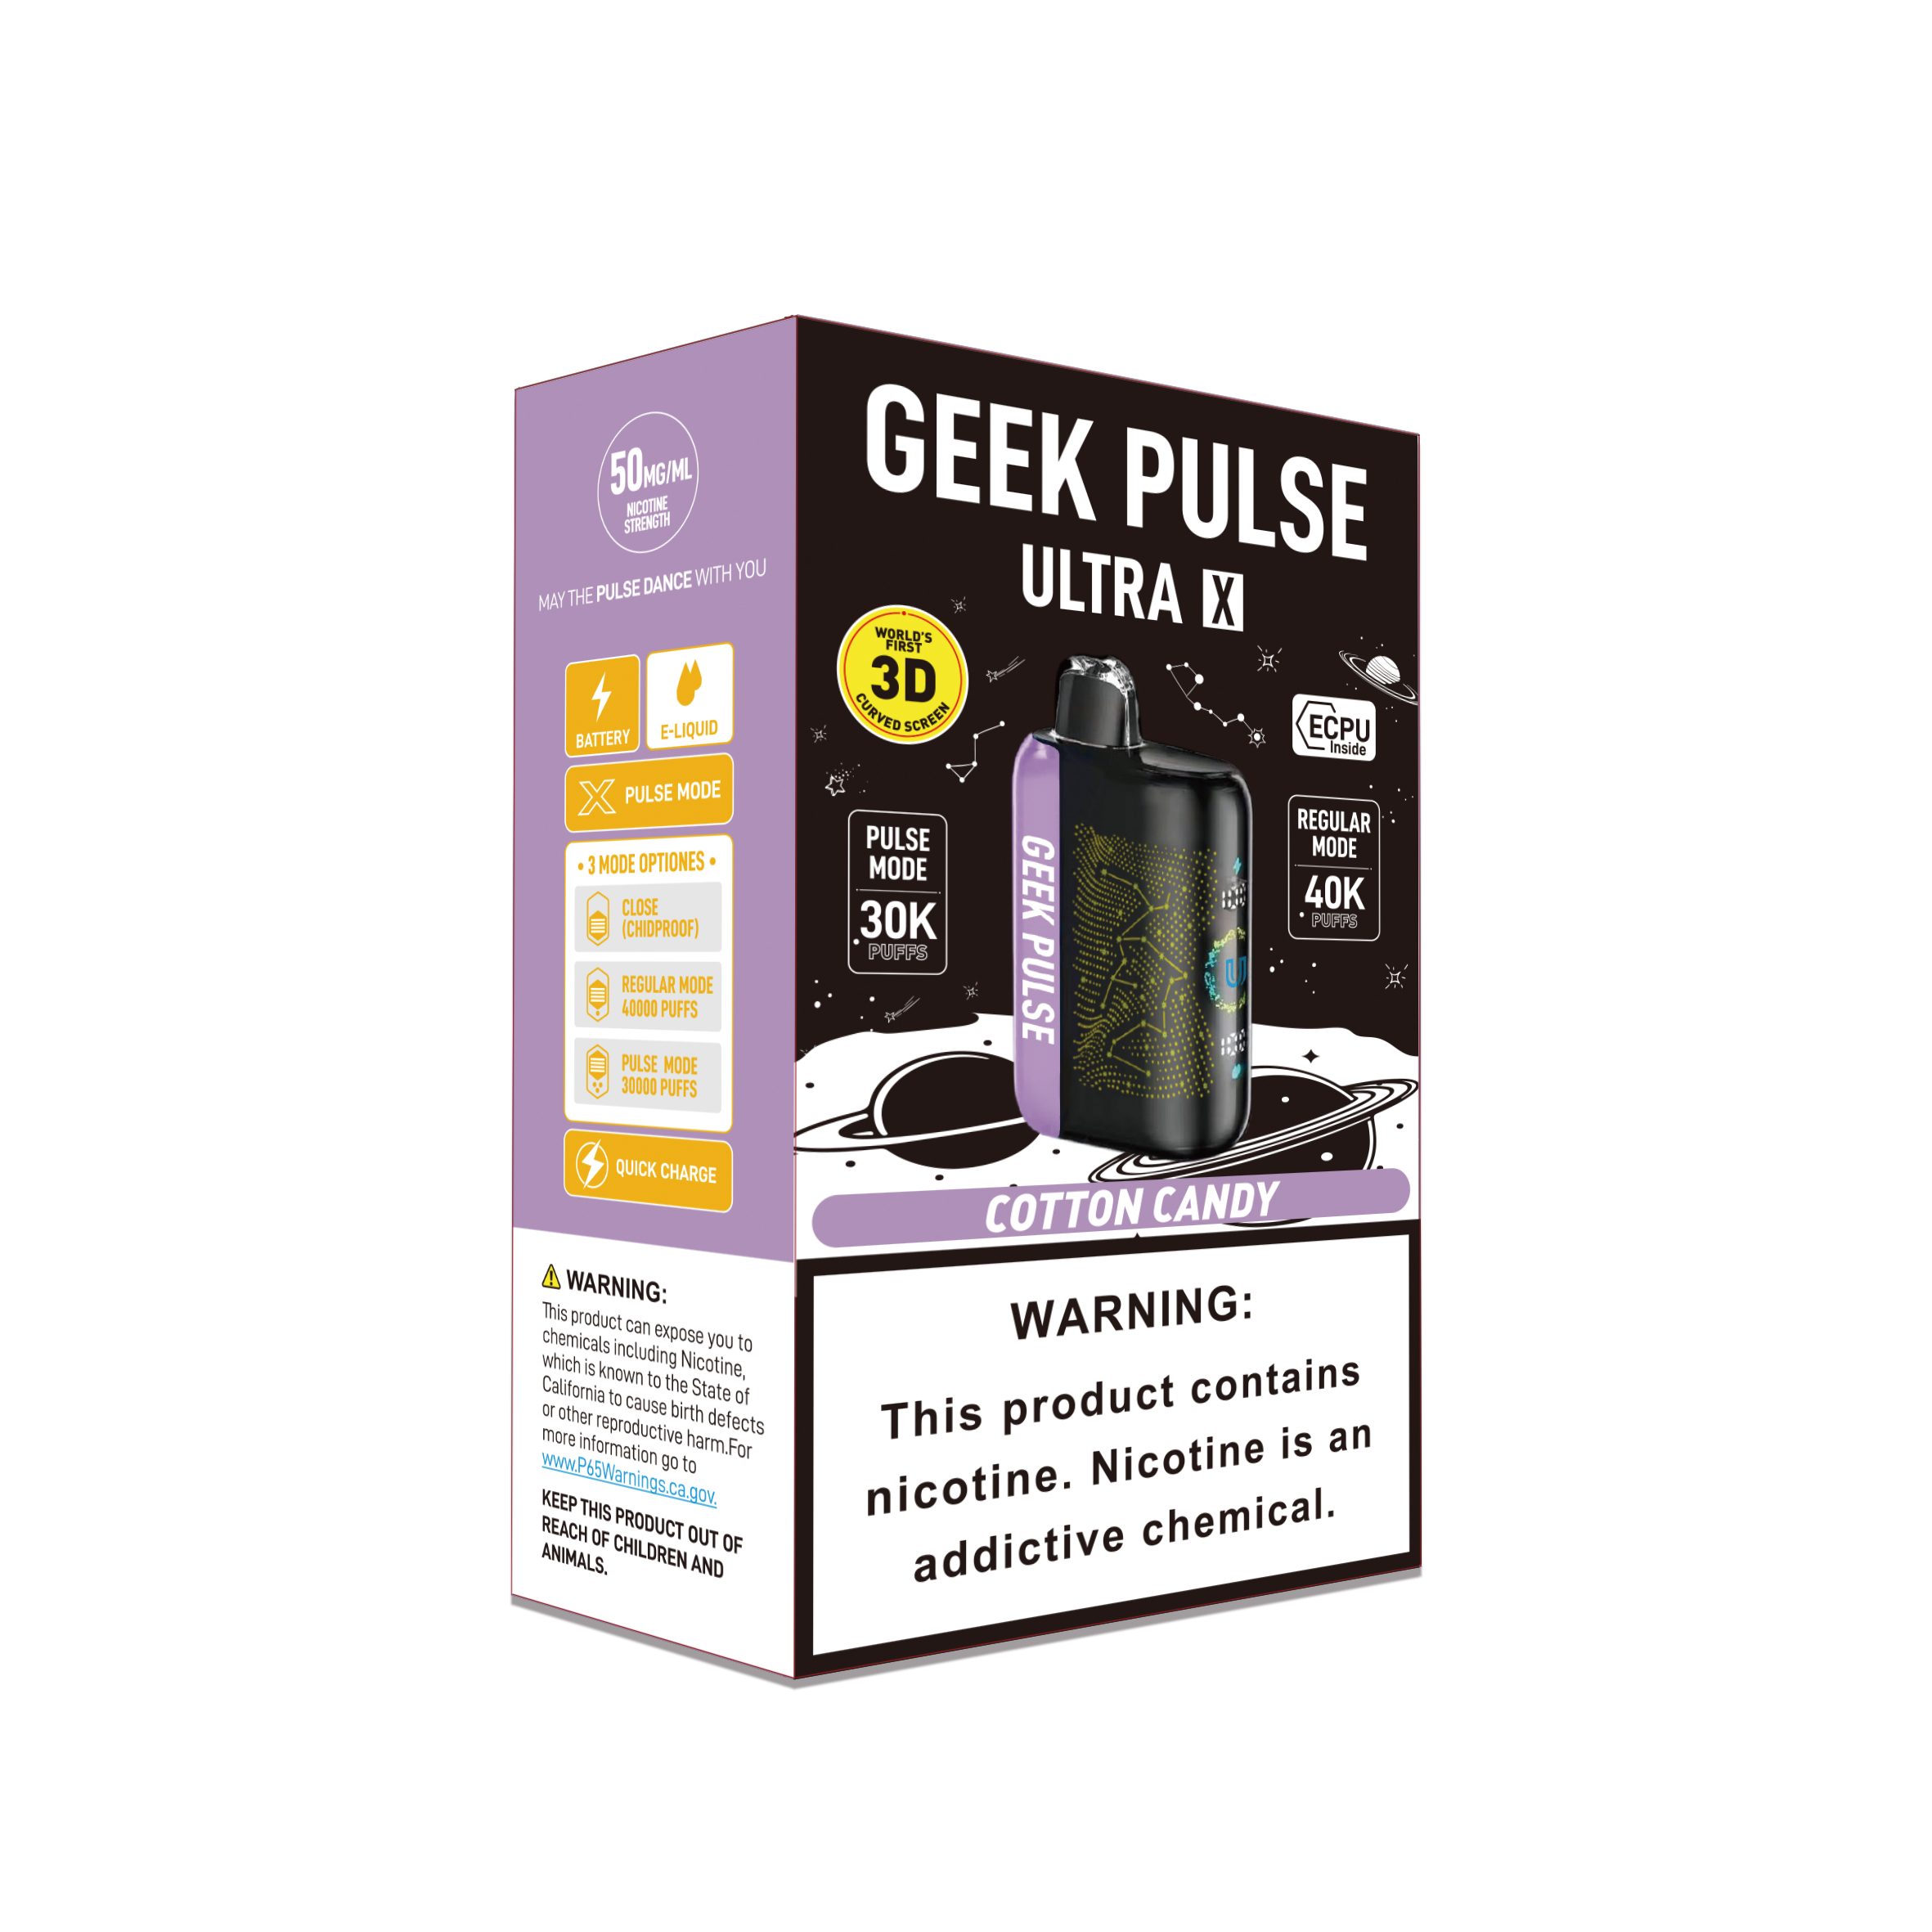 50MG/ML
NICOTINE
STRENGTH
MAY THE PULSE DANCE WITH YOU
BATTERY
E-LIQUID
X PULSE MODE
• 3 MODE OPTIONES •
CLOSE
(CHIDPROOF)
REGULAR MODE
40000 PUFFS
PULSE MODE
30000 PUFFS
QUICK CHARGE
WARNING:
This product can expose you to
chemicals including Nicotine,
which is known to the State of
California to cause birth defects
or other reproductive harm.For
more information go to
www.P65Warnings.ca.gov.
KEEP THIS PRODUCT OUT OF
REACH OF CHILDREN AND
ANIMALS.
GEEK PULSE
ULTRA X
WORLD'S
FIRST
3D
CURVED SCREEN
ECPU
Inside
PULSE
MODE
30K
PUFFS
GEEK PULSE
U
REGULAR
MODE
40K
PUFFS
COTTON CANDY
WARNING:
This product contains
nicotine. Nicotine is an
addictive chemical.